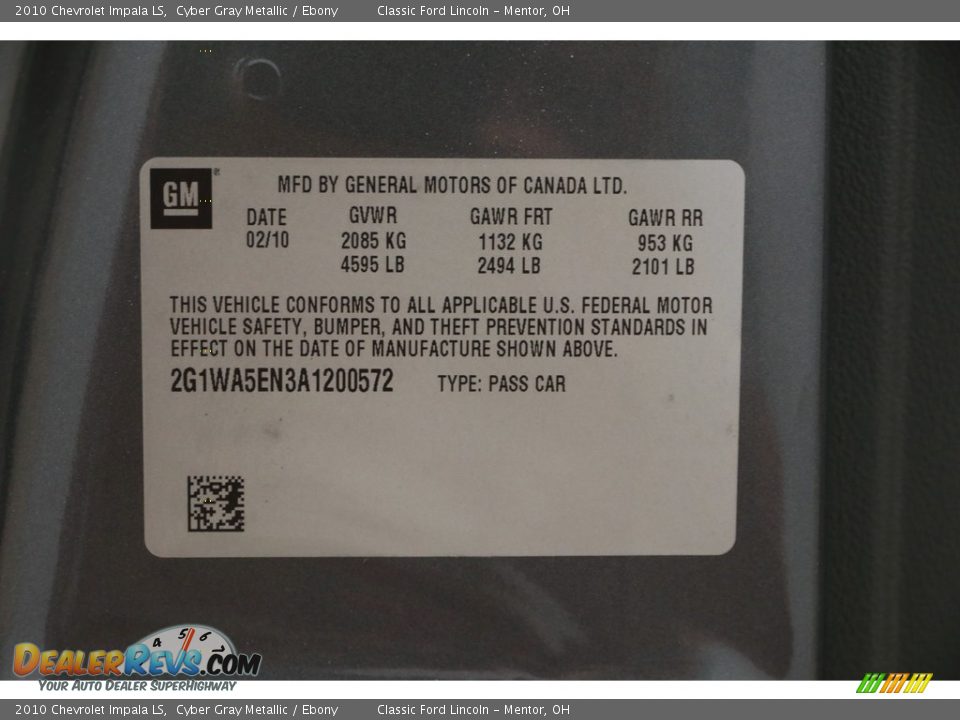 2010 Chevrolet Impala LS, Cyber Gray Metallic / Ebony Classic Ford Lincoln - Mentor, OH
GM
MFD BY GENERAL MOTORS OF CANADA LTD.
DATE GVWR GAWR FRT GAWR RR
02/10 2085 KG 1132 KG 953 KG
4595 LB 2494 LB 2101 LB
THIS VEHICLE CONFORMS TO ALL APPLICABLE U.S. FEDERAL MOTOR
VEHICLE SAFETY, BUMPER, AND THEFT PREVENTION STANDARDS IN
EFFECT ON THE DATE OF MANUFACTURE SHOWN ABOVE.
2G1WA5EN3A1200572 TYPE: PASS CAR
4 5 6 7
DEALERREVS.COM
YOUR AUTO DEALER SUPERHIGHWAY
2010 Chevrolet Impala LS, Cyber Gray Metallic / Ebony Classic Ford Lincoln - Mentor, OH